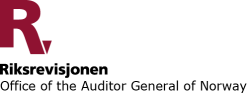 R
Riksrevisjonen
Office of the Auditor General of Norway